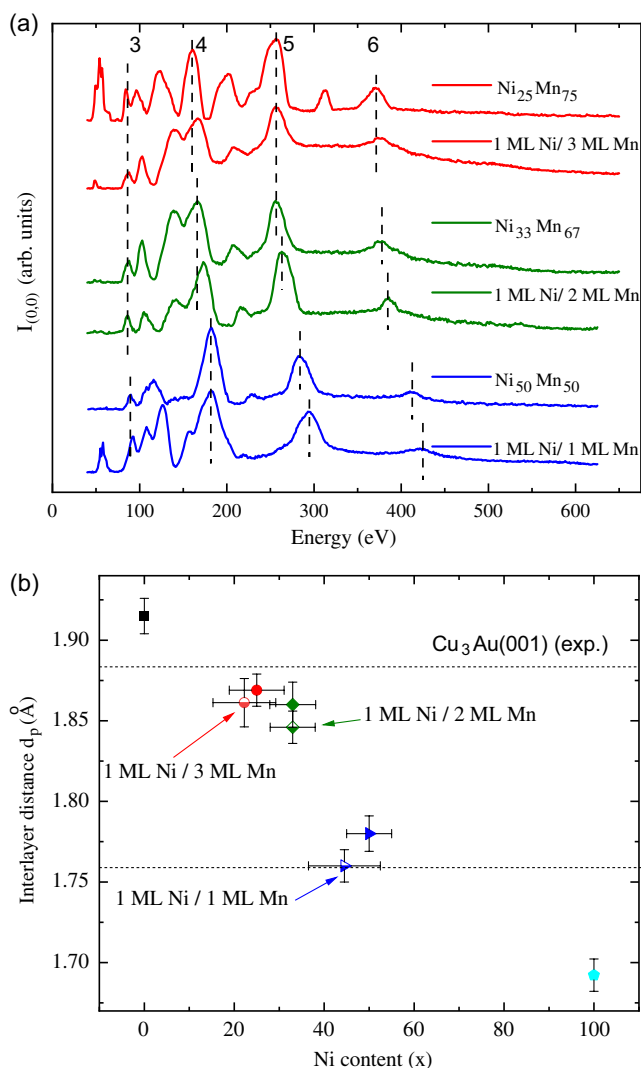 (a)
3 4 5 6
Ni25Mn75
1 ML Ni/ 3 ML Mn
Ni33Mn67
1 ML Ni/ 2 ML Mn
Ni50Mn50
1 ML Ni/ 1 ML Mn
I(0,0) (arb. units)
0 100 200 300 400 500 600
Energy (eV)
(b)
1.90
1.85
1.80
1.75
1.70
Cu3Au(001) (exp.)
1 ML Ni / 2 ML Mn
1 ML Ni / 3 ML Mn
1 ML Ni / 1 ML Mn
Interlayer distance dp(Å)
0 20 40 60 80 100
Ni content (x)